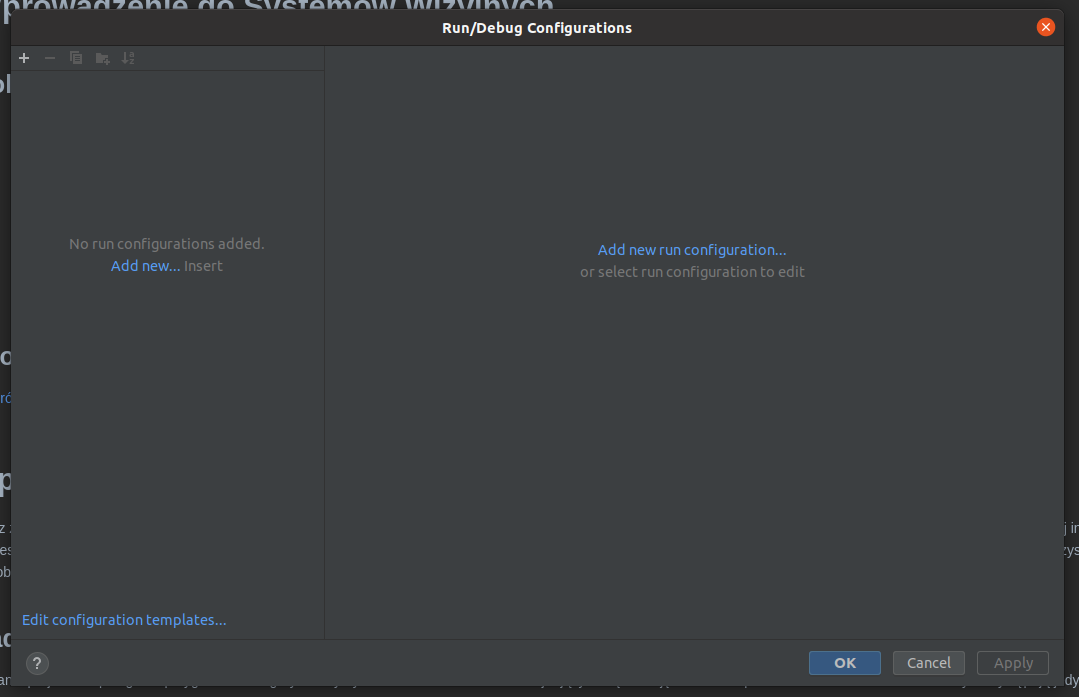 prowadzenie do Systemów Wizyjnych
Run/Debug Configurations
No run configurations added.
Add new... Insert
Add new run configuration...
or select run configuration to edit
Edit configuration templates...
?
OK
Cancel
Apply